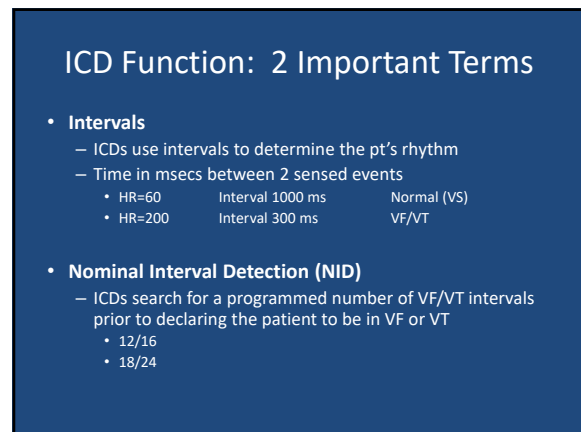 ICD Function: 2 Important Terms
• Intervals
– ICDs use intervals to determine the pt's rhythm
– Time in msecs between 2 sensed events
• HR=60 Interval 1000 ms Normal (VS)
• HR=200 Interval 300 ms VF/VT
• Nominal Interval Detection (NID)
– ICDs search for a programmed number of VF/VT intervals
prior to declaring the patient to be in VF or VT
• 12/16
• 18/24